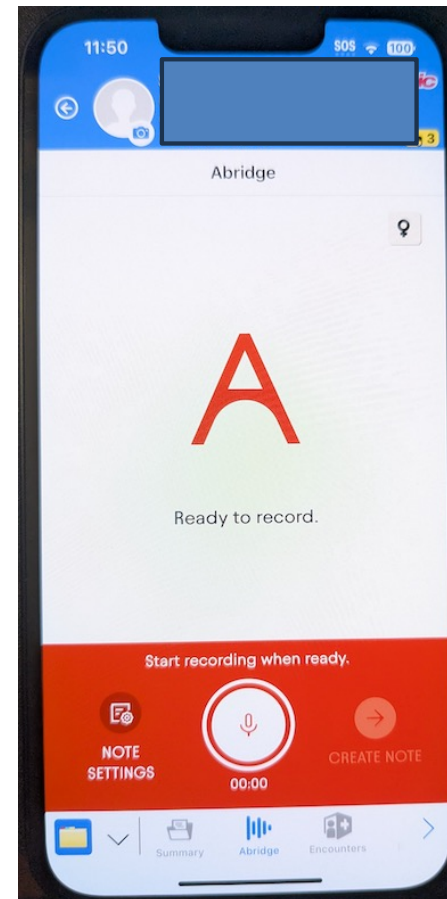 11:50
SOS 100
3
Abridge
A
Ready to record.
Start recording when ready.
NOTE SETTINGS
00:00
CREATE NOTE
Summary
Abridge
Encounters